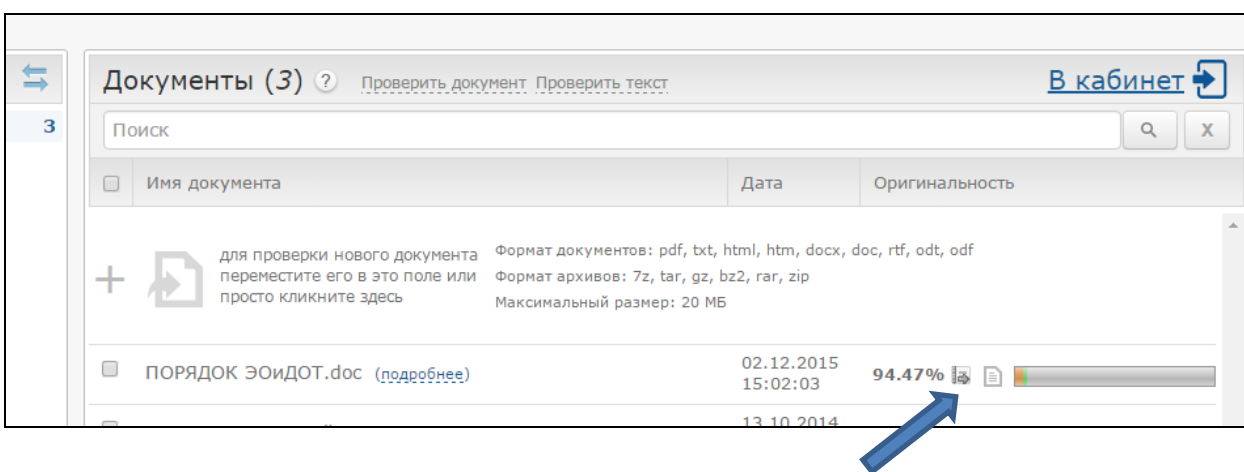 Документы (3) ? Проверить документ Проверить текст В кабинет
3
Поиск X
Имя документа Дата Оригинальность
для проверки нового документа
переместите его в это поле или
просто кликните здесь
Формат документов: pdf, txt, html, htm, docx, doc, rtf, odt, odf
Формат архивов: 7z, tar, gz, bz2, rar, zip
Максимальный размер: 20 МБ
ПОРЯДОК ЭОиДОТ.doc (подробнее) 02.12.2015
15:02:03 94.47%
13.10.2014